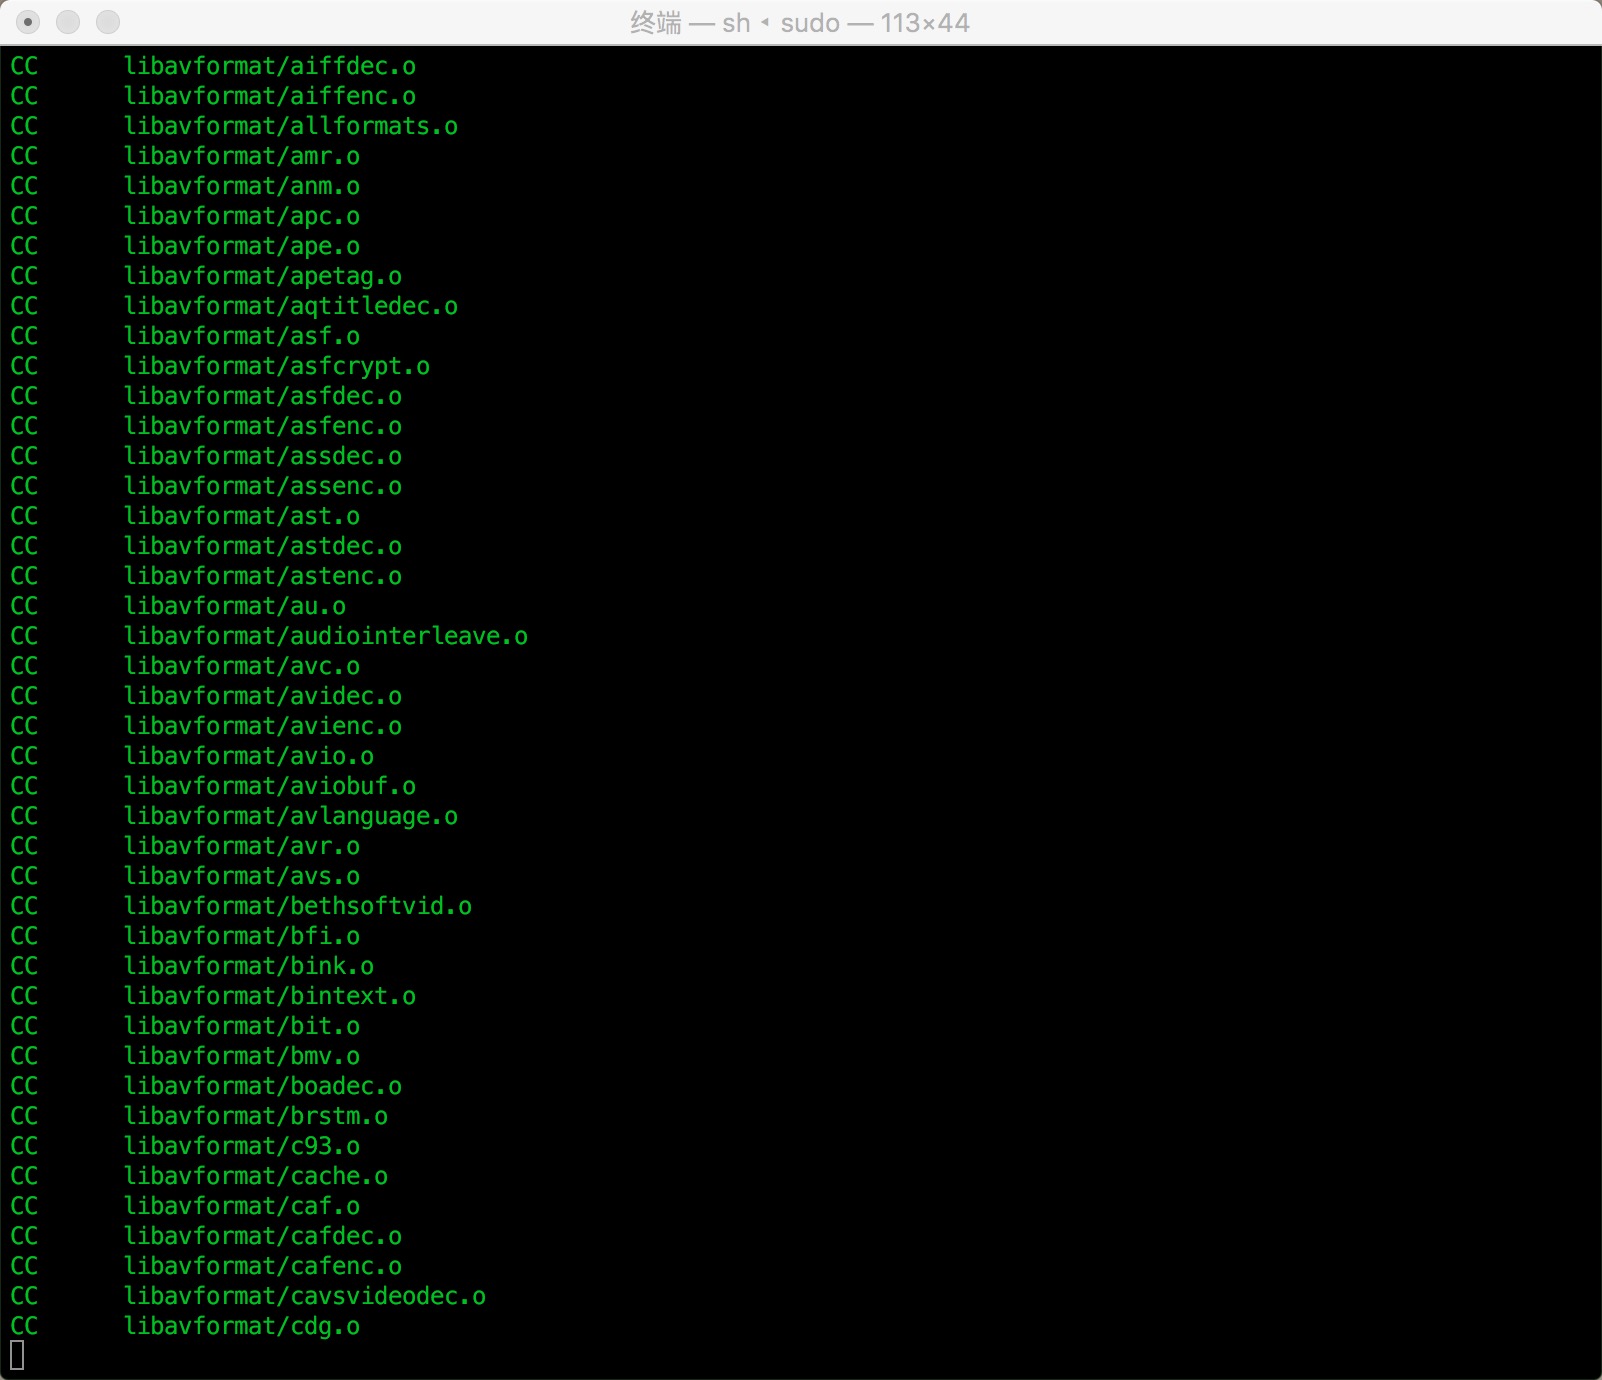 终端 — sh ◂ sudo — 113×44
CC libavformat/aiffdec.o
CC libavformat/aiffenc.o
CC libavformat/allformats.o
CC libavformat/amr.o
CC libavformat/anm.o
CC libavformat/apc.o
CC libavformat/ape.o
CC libavformat/apetag.o
CC libavformat/aqtitledec.o
CC libavformat/asf.o
CC libavformat/asfcrypt.o
CC libavformat/asfdec.o
CC libavformat/asfenc.o
CC libavformat/assdec.o
CC libavformat/assenc.o
CC libavformat/ast.o
CC libavformat/astdec.o
CC libavformat/astenc.o
CC libavformat/au.o
CC libavformat/audiointerleave.o
CC libavformat/avc.o
CC libavformat/avidec.o
CC libavformat/avienc.o
CC libavformat/avio.o
CC libavformat/aviobuf.o
CC libavformat/avlanguage.o
CC libavformat/avr.o
CC libavformat/avs.o
CC libavformat/bethsoftvid.o
CC libavformat/bfi.o
CC libavformat/bink.o
CC libavformat/bintext.o
CC libavformat/bit.o
CC libavformat/bmv.o
CC libavformat/boadec.o
CC libavformat/brstm.o
CC libavformat/c93.o
CC libavformat/cache.o
CC libavformat/caf.o
CC libavformat/cafdec.o
CC libavformat/cafenc.o
CC libavformat/cavsvideodec.o
CC libavformat/cdg.o